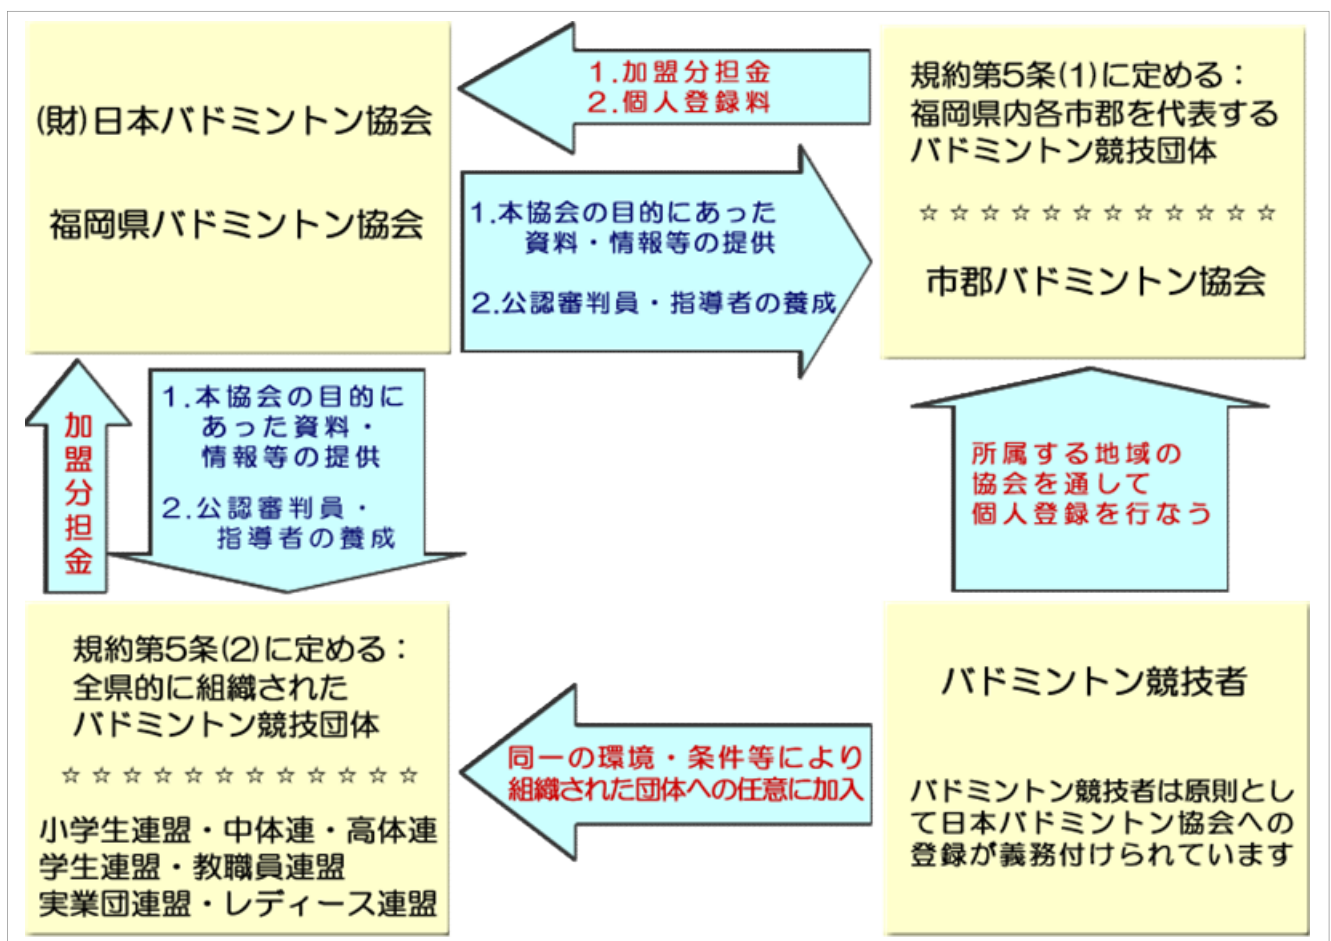 (財)日本バドミントン協会
福岡県バドミントン協会
1.加盟分担金
2.個人登録料
規約第5条(1)に定める：
福岡県内各市郡を代表する
バドミントン競技団体
☆☆☆☆☆☆☆☆☆☆☆☆
市郡バドミントン協会
1.本協会の目的にあった
資料・情報等の提供
2.公認審判員・指導者の養成
加
盟
分
担
金
1.本協会の目的に
あった資料・
情報等の提供
2.公認審判員・
指導者の養成
所属する地域の
協会を通して
個人登録を行なう
規約第5条(2)に定める：
全県的に組織された
バドミントン競技団体
☆☆☆☆☆☆☆☆☆☆☆☆
小学生連盟・中体連・高体連
学生連盟・教職員連盟
実業団連盟・レディース連盟
同一の環境・条件等により
組織された団体への任意に加入
バドミントン競技者
バドミントン競技者は原則とし
て日本バドミントン協会への
登録が義務付けられています